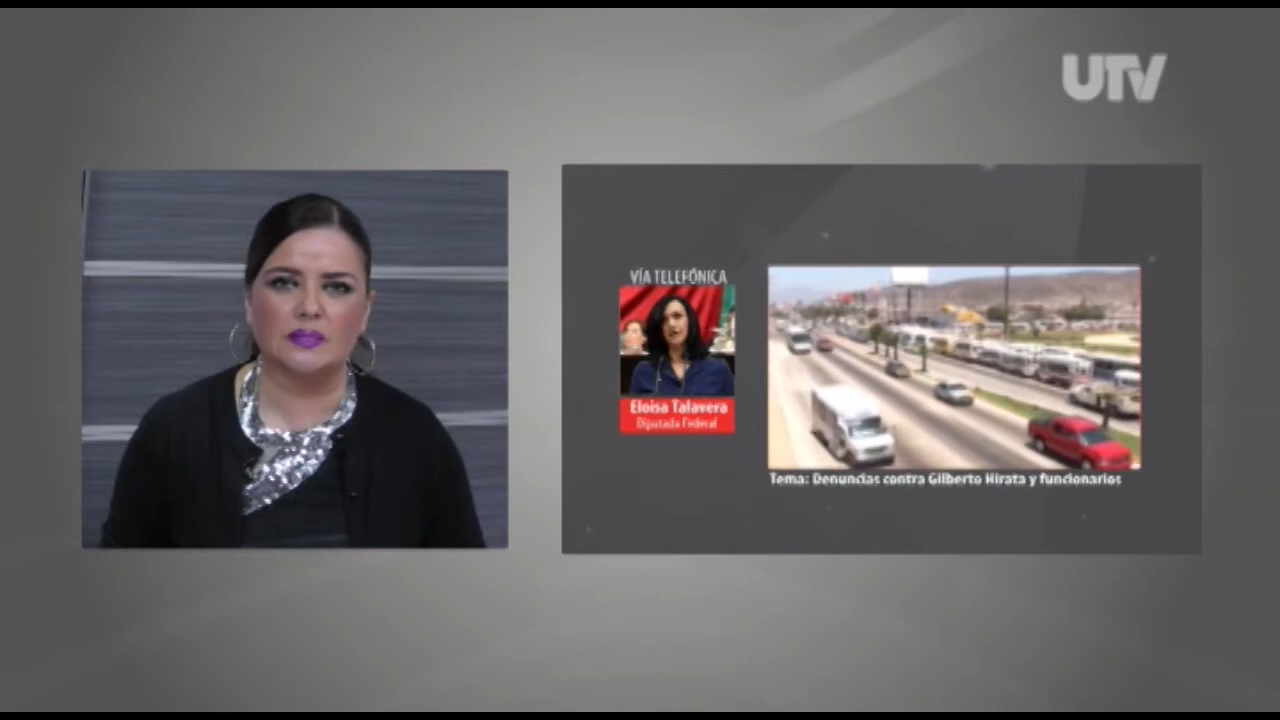 UTV
VÍA TELEFÓNICA
Eloisa Talavera
Diputada Federal
Tema: Denuncias contra Gilberto Hirata y funcionarios